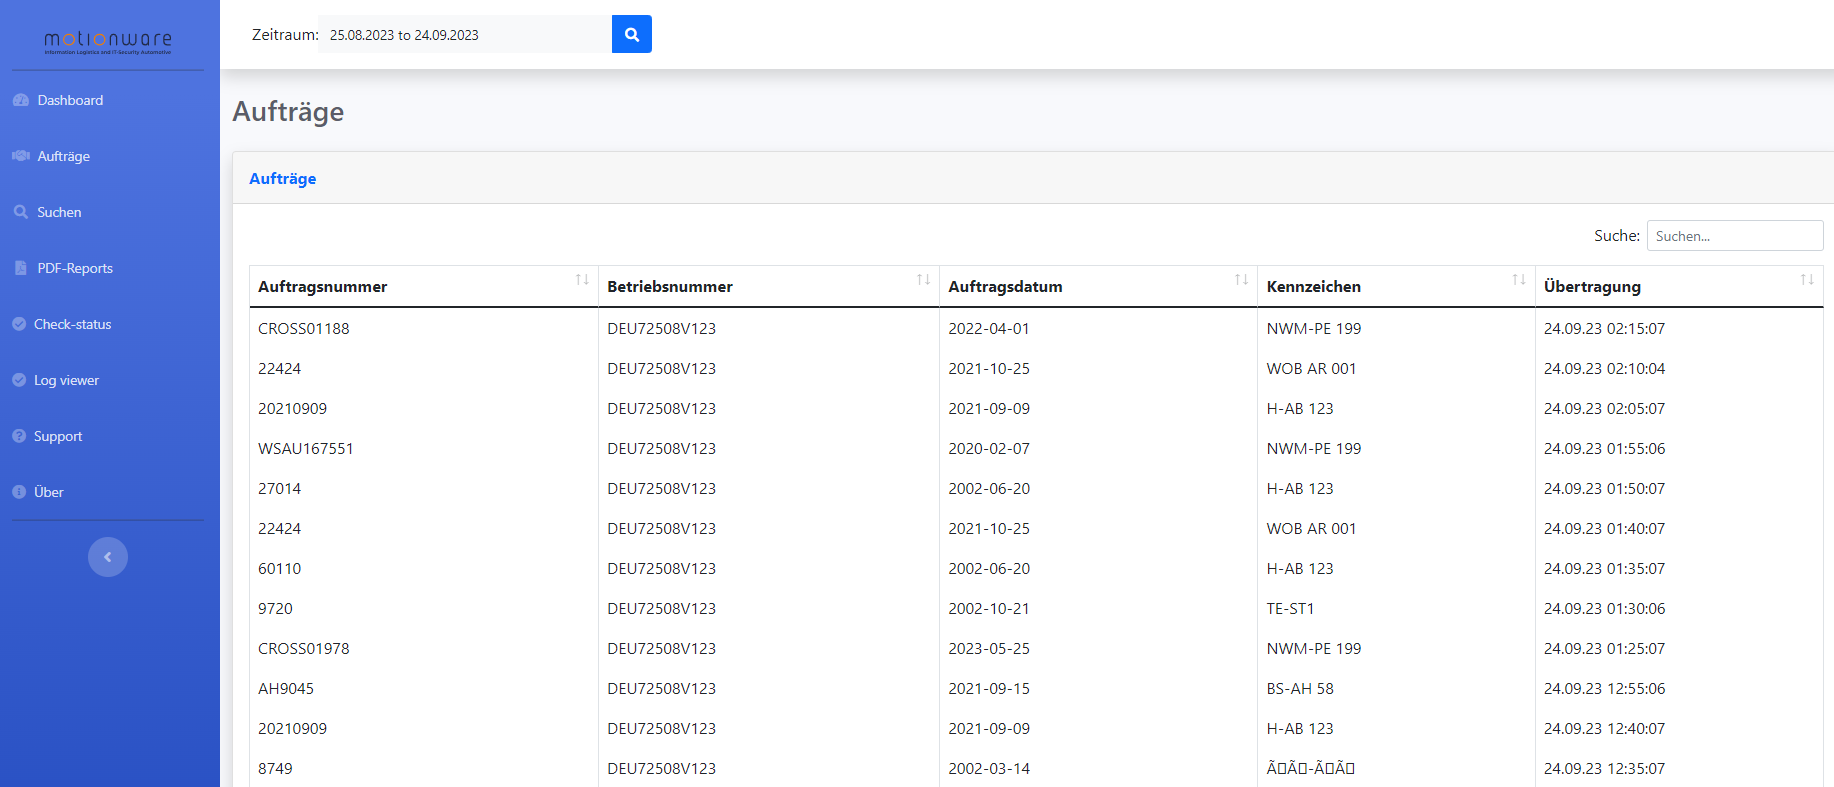 motionware
Information Logistics and IT-Security Automotive
Zeitraum: 25.08.2023 to 24.09.2023
Dashboard
Aufträge
Suchen
PDF-Reports
Check-status
Log viewer
Support
Über
Aufträge
Aufträge
Suche: Suchen...
Auftragsnummer Betriebsnummer Auftragsdatum Kennzeichen Übertragung
CROSS01188 DEU72508V123 2022-04-01 NWM-PE 199 24.09.23 02:15:07
22424 DEU72508V123 2021-10-25 WOB AR 001 24.09.23 02:10:04
20210909 DEU72508V123 2021-09-09 H-AB 123 24.09.23 02:05:07
WSAU167551 DEU72508V123 2020-02-07 NWM-PE 199 24.09.23 01:55:06
27014 DEU72508V123 2002-06-20 H-AB 123 24.09.23 01:50:07
22424 DEU72508V123 2021-10-25 WOB AR 001 24.09.23 01:40:07
60110 DEU72508V123 2002-06-20 H-AB 123 24.09.23 01:35:07
9720 DEU72508V123 2002-10-21 TE-ST1 24.09.23 01:30:06
CROSS01978 DEU72508V123 2023-05-25 NWM-PE 199 24.09.23 01:25:07
AH9045 DEU72508V123 2021-09-15 BS-AH 58 24.09.23 12:55:06
20210909 DEU72508V123 2021-09-09 H-AB 123 24.09.23 12:40:07
8749 DEU72508V123 2002-03-14 Ã▯Ã▯-Ã▯Ã▯ 24.09.23 12:35:07